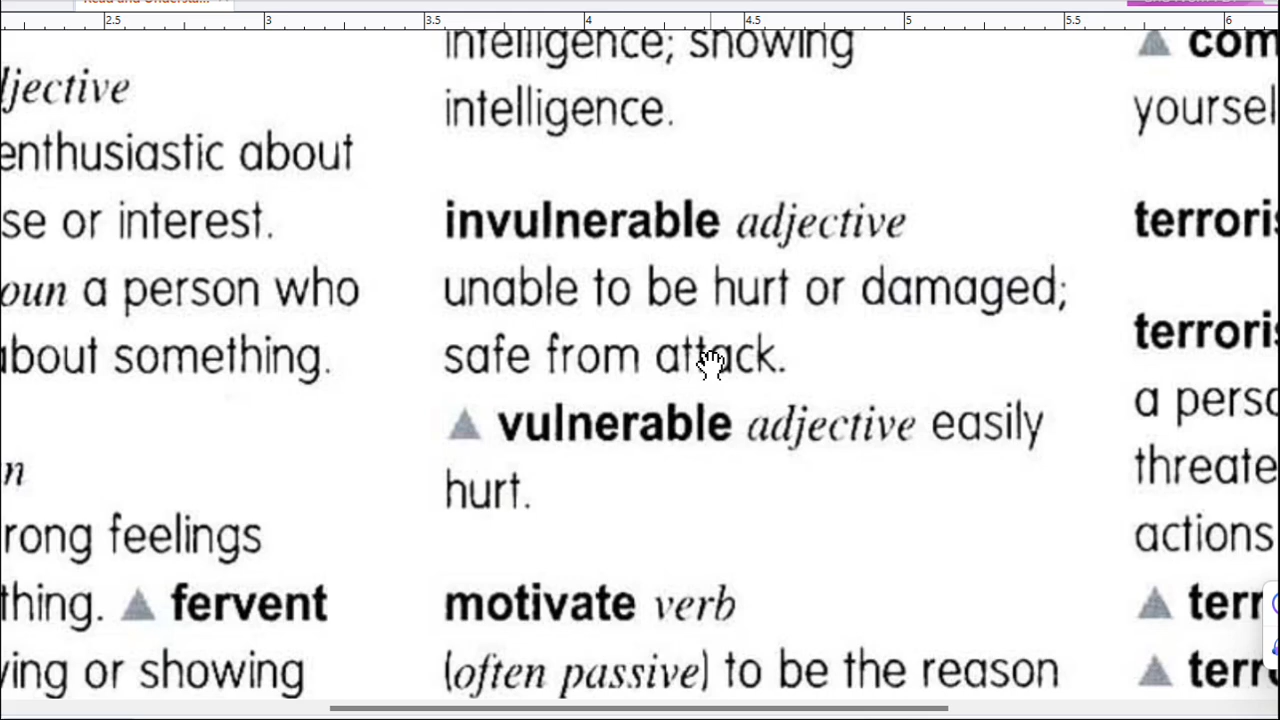 2.5 3 3.5 4 4.5 5 5.5 6
adjective
enthusiastic about
se or interest.
noun a person who
about something.
n
rong feelings
thing. ▲ fervent
ving or showing
intelligence; showing
intelligence.
invulnerable adjective
unable to be hurt or damaged;
safe from attack.
▲ vulnerable adjective easily
hurt.
motivate verb
(often passive) to be the reason
▲ com
yoursel
terroris
terroris
a perso
threate
actions
▲ terr
▲ terr